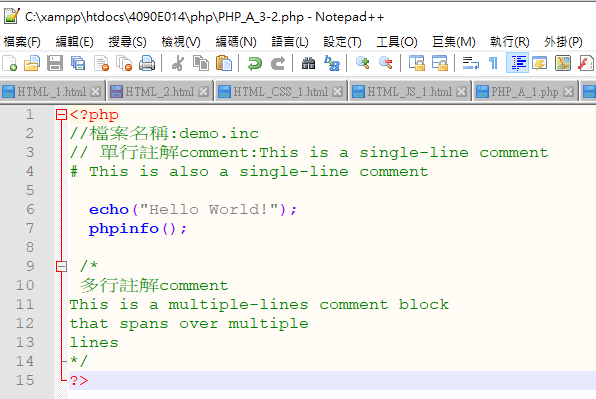 C:\xampp\htdocs\4090E014\php\PHP_A_3-2.php - Notepad++
檔案(F) 編輯(E) 搜尋(S) 檢視(V) 編碼(N) 語言(L) 設定(T) 工具(O) 巨集(M) 執行(R) 外掛(P)
HTML_1.html HTML_2.html HTML_CSS_1.html HTML_JS_1.html PHP_A_1.php
1 <?php
2 //檔案名稱:demo.inc
3 // 單行註解comment:This is a single-line comment
4 # This is also a single-line comment
5
6 echo("Hello World!");
7 phpinfo();
8
9 /*
10 多行註解comment
11 This is a multiple-lines comment block
12 that spans over multiple
13 lines
14 */
15 ?>